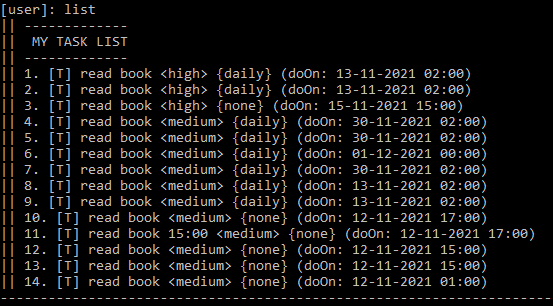 [user]: list
|| -------------
||  MY TASK LIST
|| -------------
|| 1. [T] read book <high> {daily} (doOn: 13-11-2021 02:00)
|| 2. [T] read book <high> {daily} (doOn: 13-11-2021 02:00)
|| 3. [T] read book <high> {none} (doOn: 15-11-2021 15:00)
|| 4. [T] read book <medium> {daily} (doOn: 30-11-2021 02:00)
|| 5. [T] read book <medium> {daily} (doOn: 30-11-2021 02:00)
|| 6. [T] read book <medium> {daily} (doOn: 01-12-2021 00:00)
|| 7. [T] read book <medium> {daily} (doOn: 30-11-2021 02:00)
|| 8. [T] read book <medium> {daily} (doOn: 13-11-2021 02:00)
|| 9. [T] read book <medium> {daily} (doOn: 13-11-2021 02:00)
|| 10. [T] read book <medium> {none} (doOn: 12-11-2021 17:00)
|| 11. [T] read book 15:00 <medium> {none} (doOn: 12-11-2021 17:00)
|| 12. [T] read book <medium> {none} (doOn: 12-11-2021 15:00)
|| 13. [T] read book <medium> {none} (doOn: 12-11-2021 15:00)
|| 14. [T] read book <medium> {none} (doOn: 12-11-2021 01:00)
---------------------------------------------------------------------